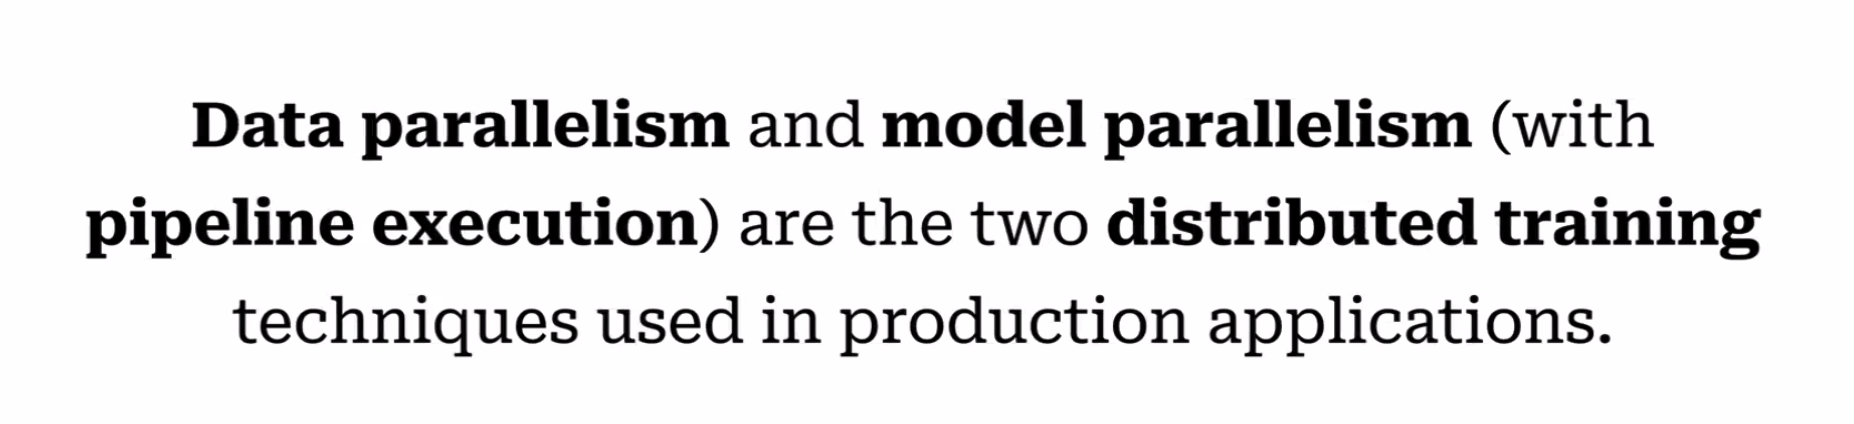 Data parallelism and model parallelism (with
pipeline execution) are the two distributed training
techniques used in production applications.